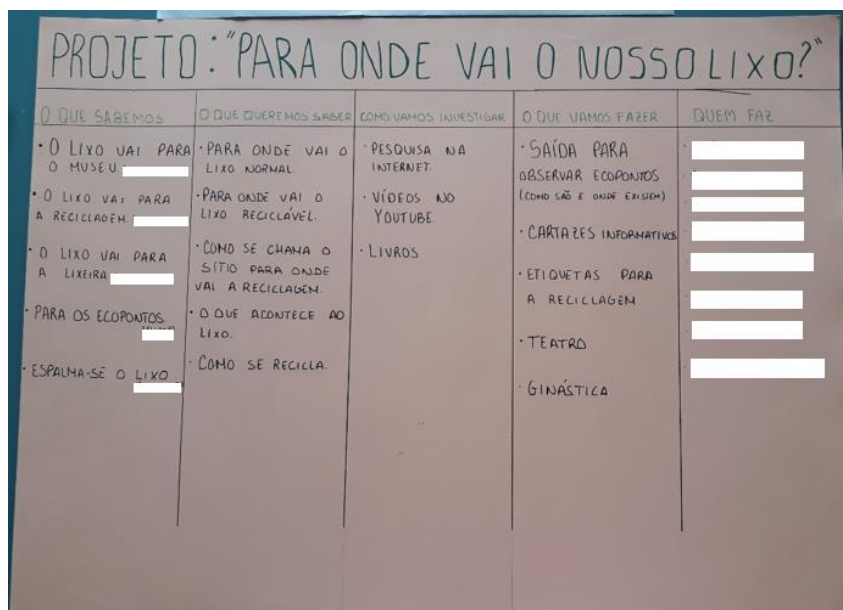 PROJETO: "PARA ONDE VAI O NOSSO LIXO?"
O QUE SABEMOS
• O LIXO VAI PARA
O MUSEU.
• O LIXO VAI PARA
A RECICLAGEM.
• O LIXO VAI PARA
A LIXEIRA
• PARA OS ECOPONTOS.
• ESPALMA-SE O LIXO
O QUE QUEREMOS SABER
• PARA ONDE VAI O
LIXO NORMAL.
• PARA ONDE VAI O
LIXO RECICLÁVEL.
• COMO SE CHAMA O
SÍTIO PARA ONDE
VAI A RECICLAGEM.
• O QUE ACONTECE AO
LIXO.
• COMO SE RECICLA.
COMO VAMOS INVESTIGAR
• PESQUISA NA
INTERNET.
• VÍDEOS NO
YOUTUBE
• LIVROS
O QUE VAMOS FAZER
• SAÍDA PARA
OBSERVAR ECOPONTOS
(COMO SÃO E ONDE EXISTEM)
• CARTAZES INFORMATIVOS
• ETIQUETAS PARA
A RECICLAGEM
• TEATRO
• GINÁSTICA
QUEM FAZ